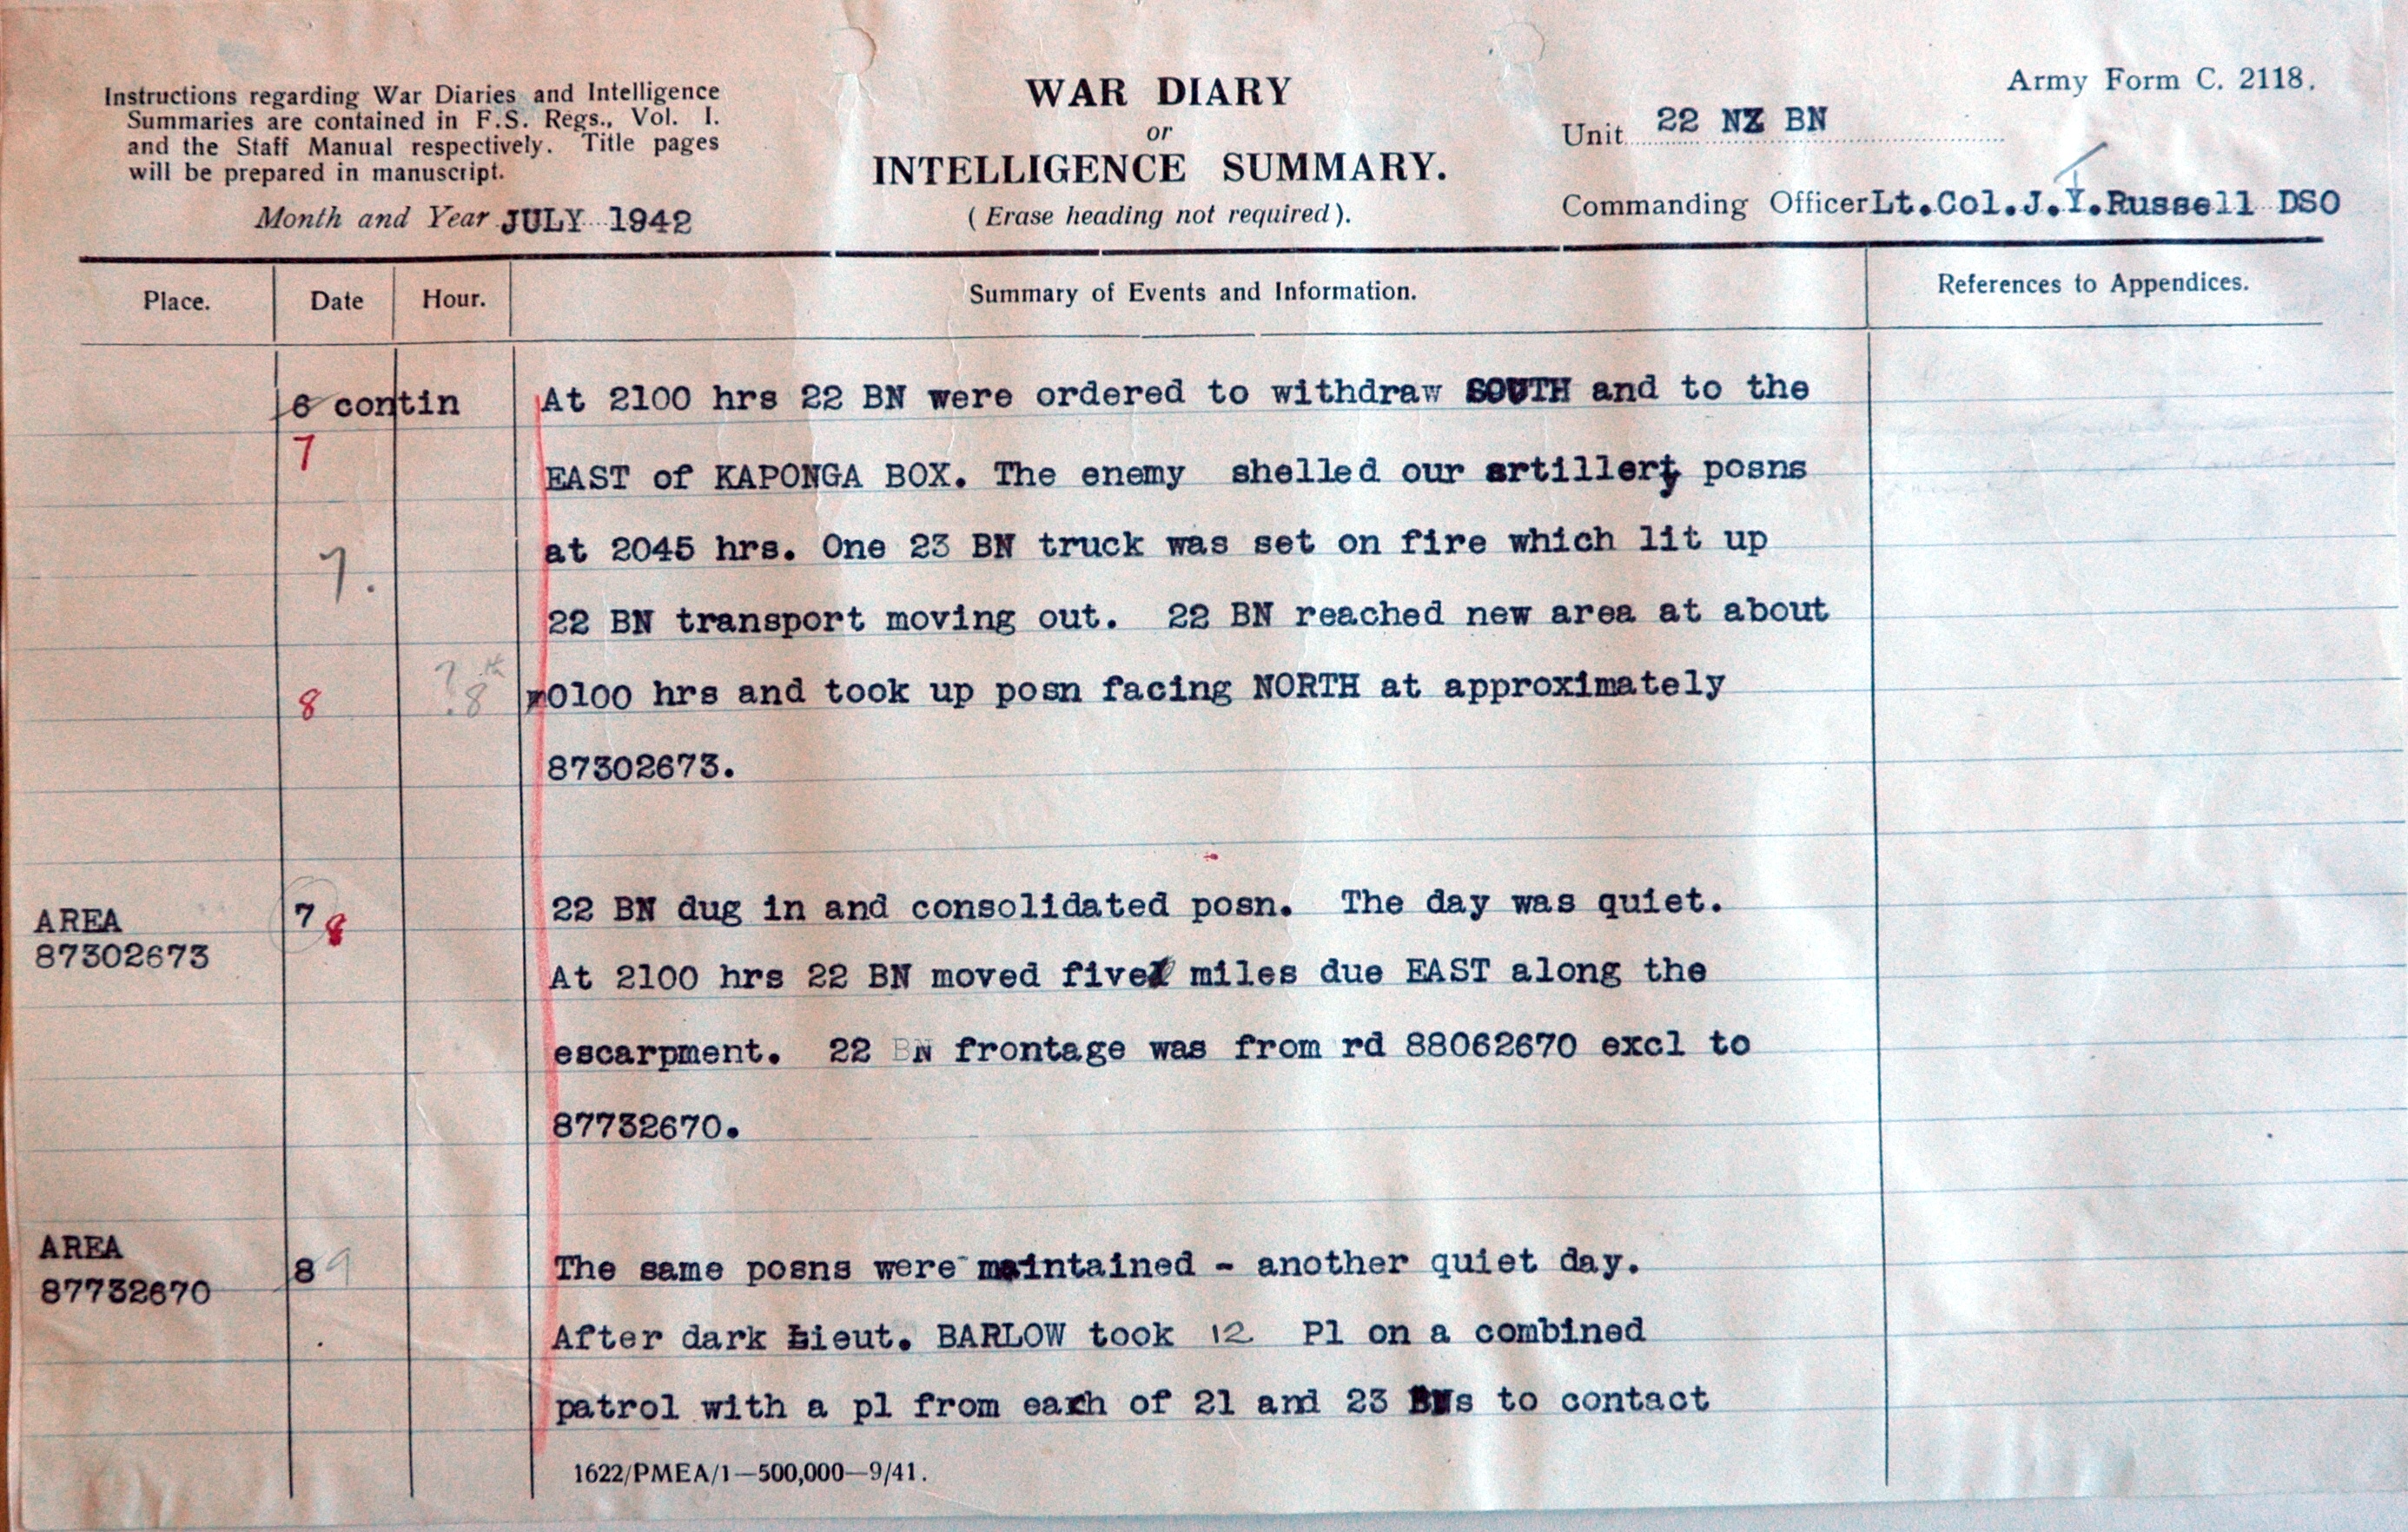 Army Form C. 2118.
Instructions regarding War Diaries and Intelligence
Summaries are contained in F.S. Regs., Vol. I.
and the Staff Manual respectively. Title pages
will be prepared in manuscript.
Month and Year JULY 1942
WAR DIARY
or
INTELLIGENCE SUMMARY.
( Erase heading not required ).
Unit 22 NZ BN
Commanding Officer Lt.Col.J.T.Russell DSO
Place. Date Hour. Summary of Events and Information. References to Appendices.
6 contin At 2100 hrs 22 BN were ordered to withdraw SOUTH and to the
7
EAST of KAPONGA BOX. The enemy shelled our artillery posns
7. at 2045 hrs. One 23 BN truck was set on fire which lit up
22 BN transport moving out. 22 BN reached new area at about
8 ? 8th 0100 hrs and took up posn facing NORTH at approximately
87302673.
AREA 7 8 22 BN dug in and consolidated posn. The day was quiet.
87302673
At 2100 hrs 22 BN moved five miles due EAST along the
escarpment. 22 BN frontage was from rd 88062670 excl to
87732670.
AREA
87732670 8 9 The same posns were maintained - another quiet day.
After dark Lieut. BARLOW took 12 Pl on a combined
patrol with a pl from each of 21 and 23 BNs to contact
1622/PMEA/1—500,000—9/41.